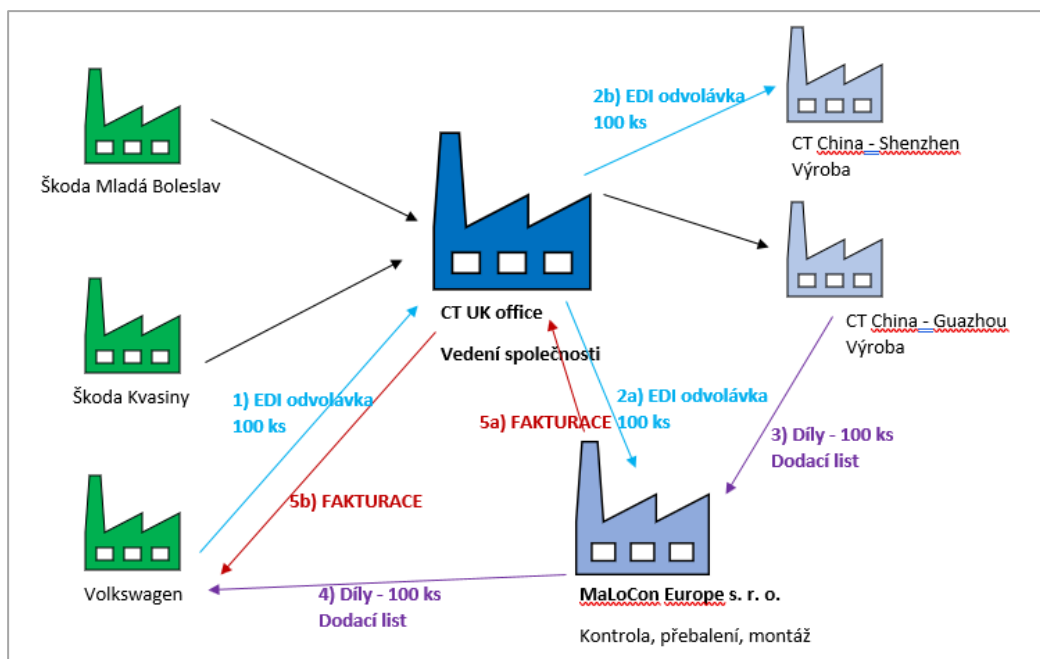 2b) EDI odvolávka
100 ks
CT China - Shenzhen
Výroba
Škoda Mladá Boleslav
CT UK office
Vedení společnosti
CT China - Guazhou
Výroba
Škoda Kvasiny
1) EDI odvolávka
100 ks
2a) EDI odvolávka
100 ks
5a) FAKTURACE
3) Díly - 100 ks
Dodací list
5b) FAKTURACE
Volkswagen
4) Díly - 100 ks
Dodací list
MaLoCon Europe s. r. o.
Kontrola, přebalení, montáž